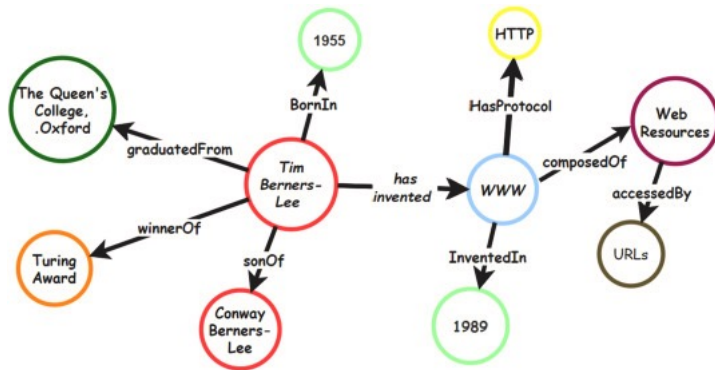 1955
HTTP
The Queen's
College,
.Oxford
BornIn
HasProtocol
Web
Resources
graduatedFrom
Tim
Berners-
Lee
has
invented
WWW
composedOf
accessedBy
winnerOf
sonOf
InventedIn
URLs
Turing
Award
Conway
Berners-
Lee
1989